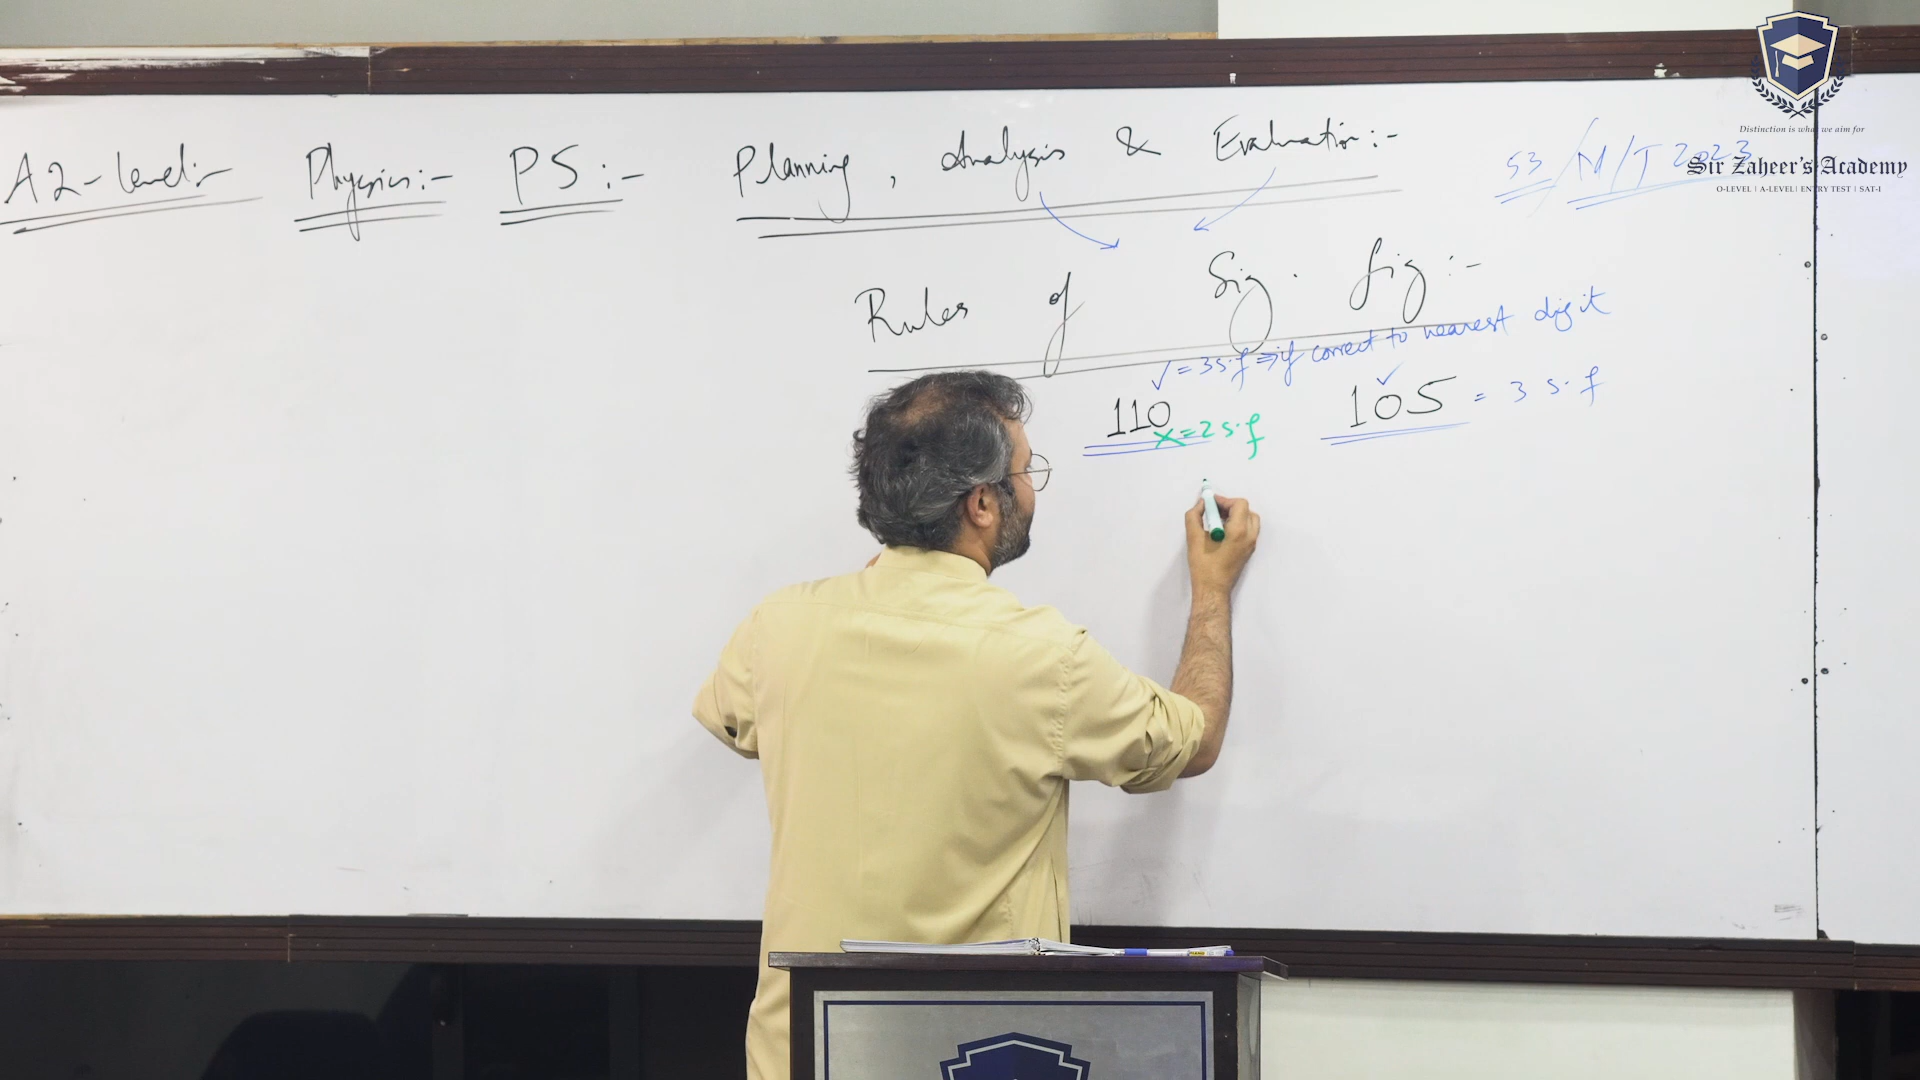 A2-level:- Physics:- P5:- Planning, Analysis & Evaluation:-
53/M/J 2023
Distinction is what we aim for
Sir Zaheer's Academy
O-LEVEL | A-LEVEL | ENTRY TEST | SAT-I
Rules of Sig. fig:-
✓ = 3 s.f ⇒ if correct to nearest digit
110 105 ✓ = 3 s.f
x = 2 s.f